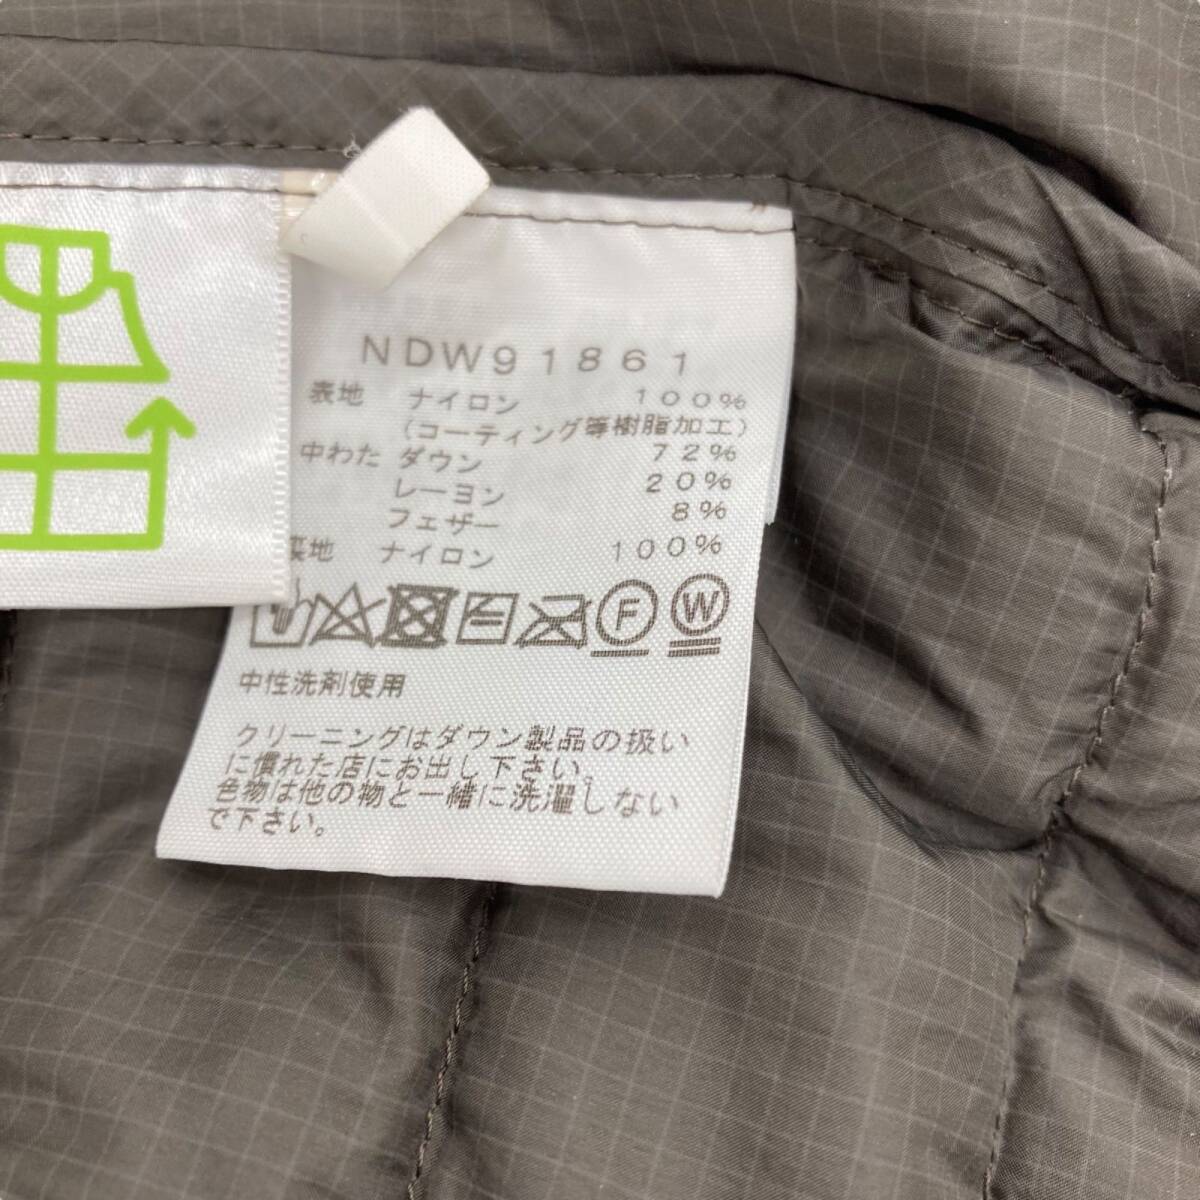 NDW91861
表地 ナイロン 100%
(コーティング等樹脂加工)
中わた ダウン 72%
レーヨン 20%
フェザー 8%
裏地 ナイロン 100%
F W
中性洗剤使用
クリーニングはダウン製品の扱い
に慣れた店にお出し下さい。
色物は他の物と一緒に洗濯しない
で下さい。